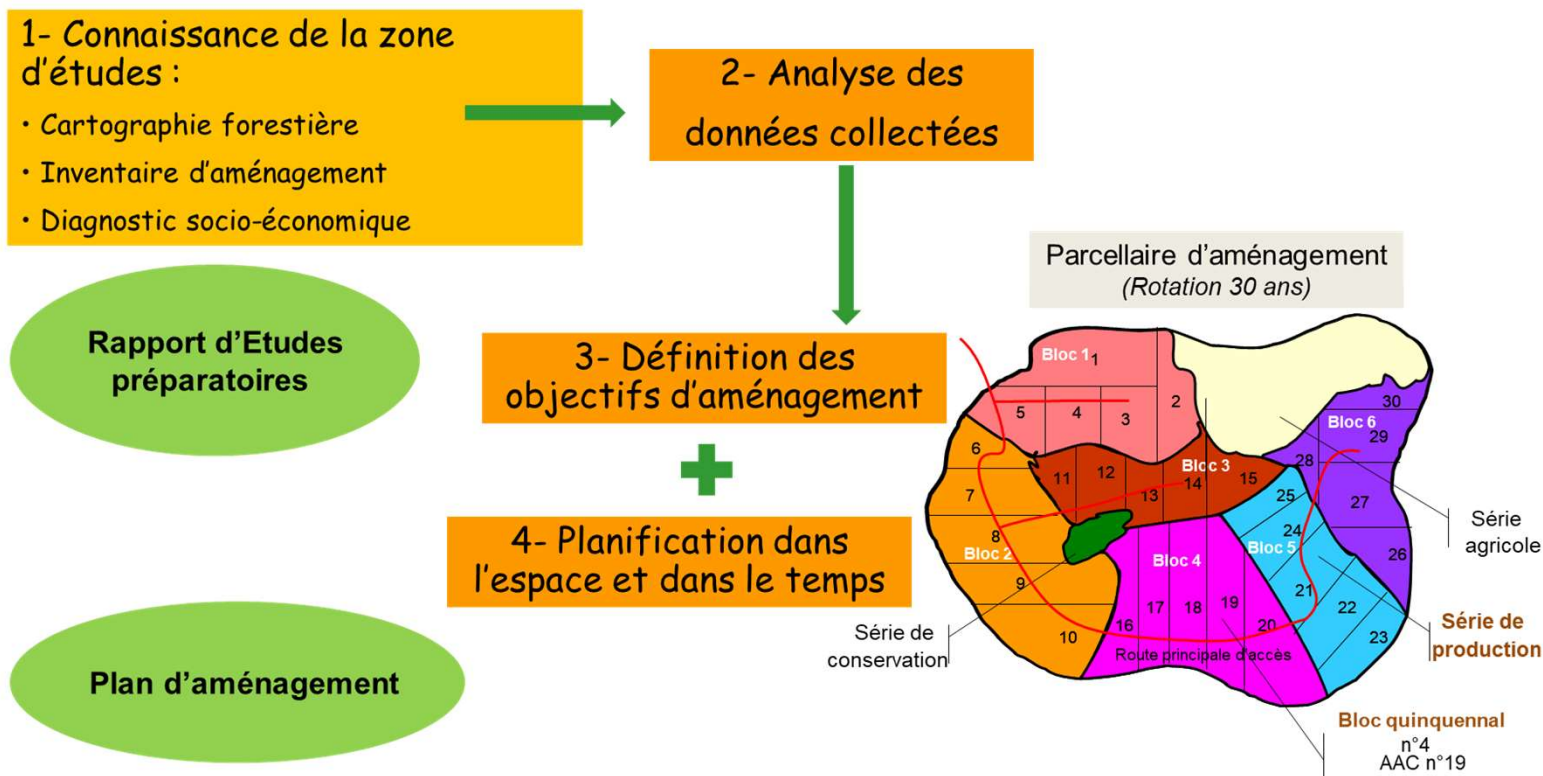 1- Connaissance de la zone
d'études :
• Cartographie forestière
• Inventaire d'aménagement
• Diagnostic socio-économique
2- Analyse des
données collectées
Rapport d'Etudes
préparatoires
3- Définition des
objectifs d'aménagement
4- Planification dans
l'espace et dans le temps
Plan d'aménagement
Parcellaire d'aménagement
(Rotation 30 ans)
Bloc 1
1
2
3
4
5
Bloc 2
6
7
8
9
10
Bloc 3
11
12
13
14
15
Bloc 4
16
17
18
19
20
Route principale d'accès
Bloc 5
21
22
23
24
25
Bloc 6
26
27
28
29
30
Série
agricole
Série de
conservation
Série de
production
Bloc quinquennal
n°4
AAC n°19